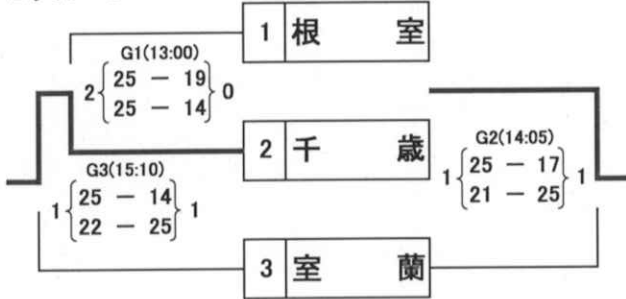 1 根 室
G1(13:00)
2 25 － 19 0
25 － 14
2 千 歳
G2(14:05)
1 25 － 17 1
21 － 25
G3(15:10)
1 25 － 14 1
22 － 25
3 室 蘭